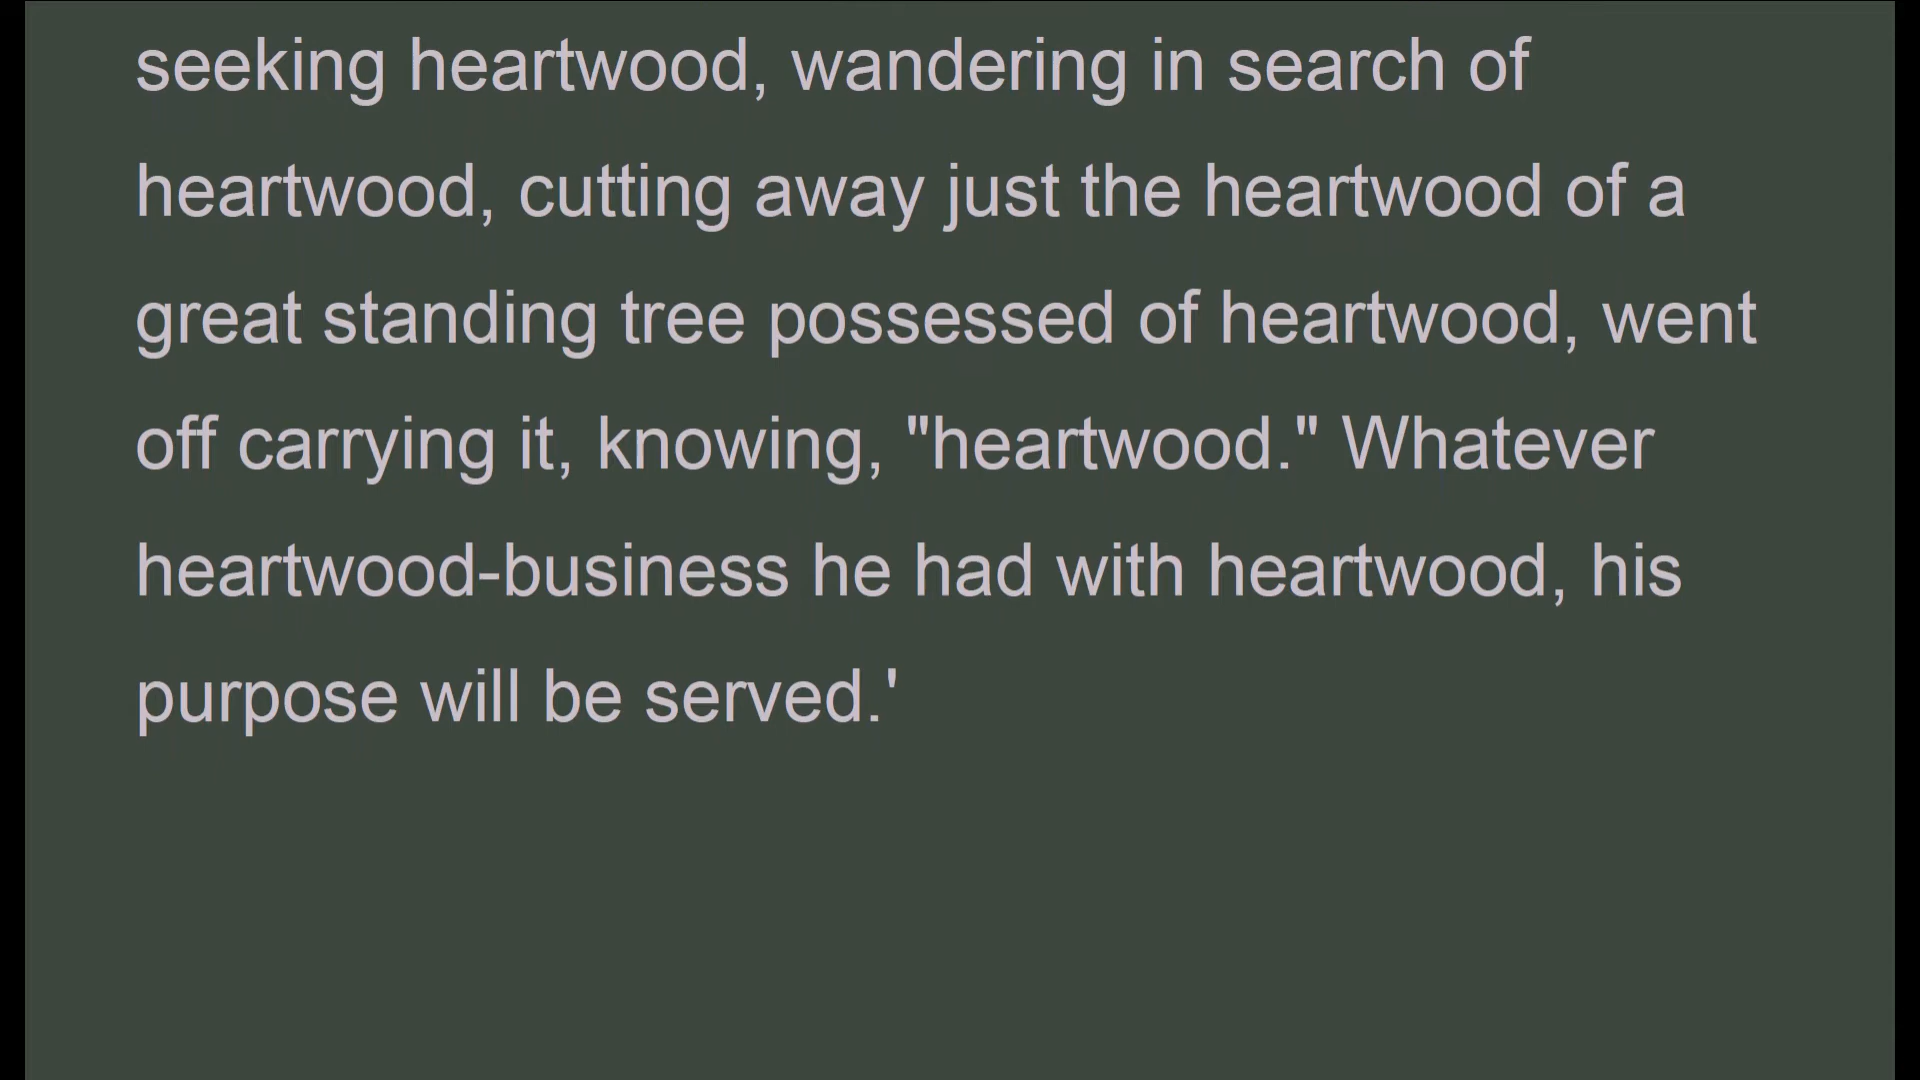 seeking heartwood, wandering in search of
heartwood, cutting away just the heartwood of a
great standing tree possessed of heartwood, went
off carrying it, knowing, "heartwood." Whatever
heartwood-business he had with heartwood, his
purpose will be served.'